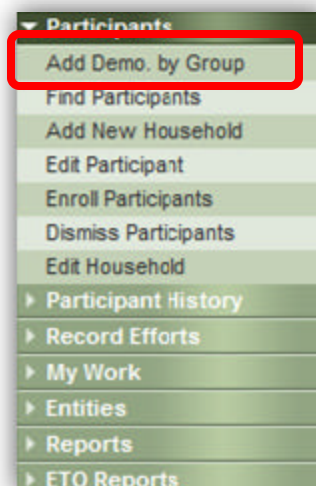 Participants
Add Demo. by Group
Find Participants
Add New Household
Edit Participant
Enroll Participants
Dismiss Participants
Edit Household
Participant History
Record Efforts
My Work
Entities
Reports
ETO Reports